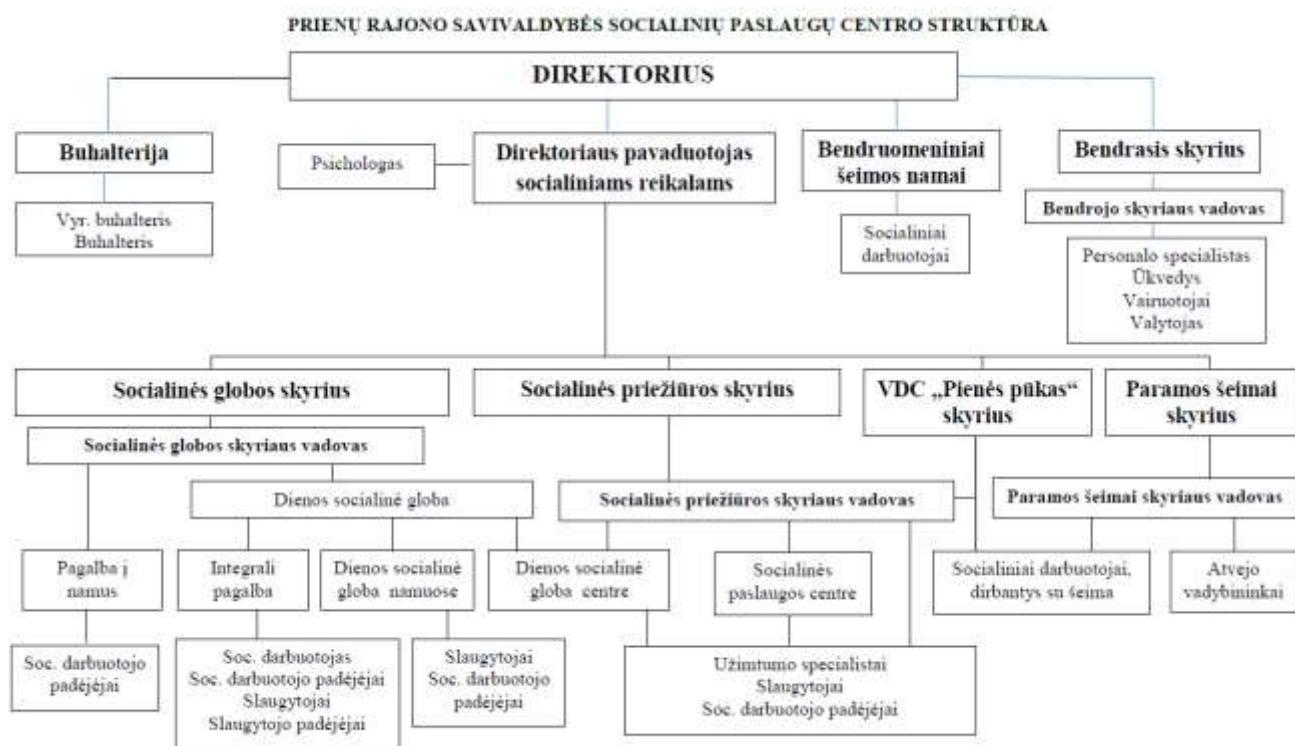 PRIENŲ RAJONO SAVIVALDYBĖS SOCIALINIŲ PASLAUGŲ CENTRO STRUKTŪRA
DIREKTORIUS
Buhalterija
Vyr. buhalteris
Buhalteris
Psichologas
Direktoriaus pavaduotojas
socialiniams reikalams
Bendruomeniniai
šeimos namai
Socialiniai
darbuotojai
Bendrasis skyrius
Bendrojo skyriaus vadovas
Personalo specialistas
Ūkvedys
Vairuotojai
Valytojas
Socialinės globos skyrius
Socialinės globos skyriaus vadovas
Socialinės priežiūros skyrius
VDC „Pienės pūkas“
skyrius
Paramos šeimai
skyrius
Dienos socialinė globa
Socialinės priežiūros skyriaus vadovas
Paramos šeimai skyriaus vadovas
Pagalba į
namus
Integrali
pagalba
Dienos socialinė
globa namuose
Dienos socialinė
globa centre
Socialinės
paslaugos centre
Socialiniai darbuotojai,
dirbantys su šeima
Atvejo
vadybininkai
Soc. darbuotojo
padėjėjai
Soc. darbuotojas
Soc. darbuotojo padėjėjai
Slaugytojai
Slaugytojo padėjėjai
Slaugytojai
Soc. darbuotojo
padėjėjai
Užimtumo specialistai
Slaugytojai
Soc. darbuotojo padėjėjai